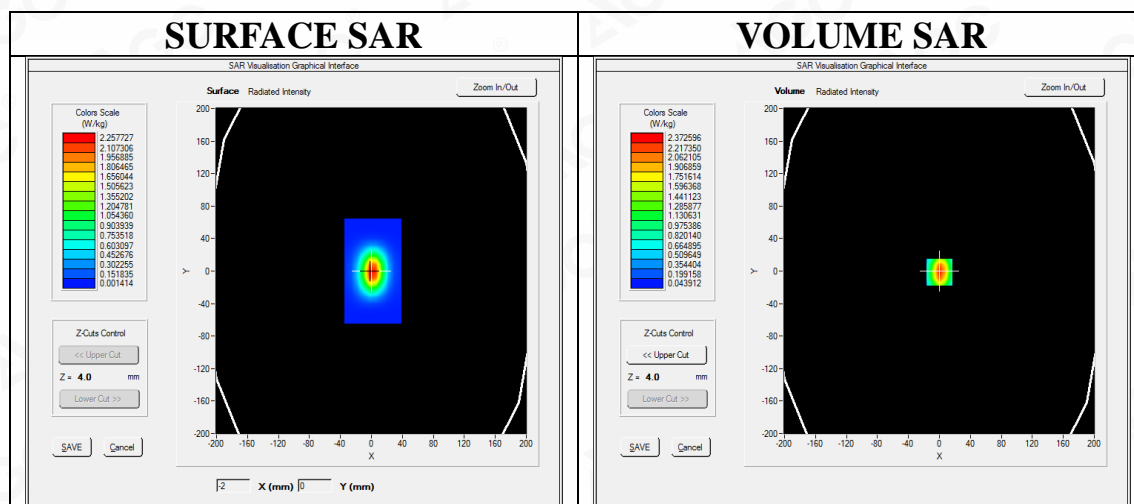 SURFACE SAR
SAR Visualisation Graphical Interface
Surface Radiated Intensity
Zoom In/Out
Colors Scale
(W/kg)
2.257727
2.107306
1.956885
1.806465
1.656044
1.505623
1.355202
1.204781
1.054360
0.903939
0.753518
0.603097
0.452676
0.302255
0.151835
0.001414
Z-Cuts Control
<< Upper Cut
Z = 4.0 mm
Lower Cut >>
SAVE Cancel
200
160
120
80
40
0
-40
-80
-120
-160
-200
Y
-200 -160 -120 -80 -40 0 40 80 120 160 200
X
-2 X (mm) 0 Y (mm)
VOLUME SAR
SAR Visualisation Graphical Interface
Volume Radiated Intensity
Zoom In/Out
Colors Scale
(W/kg)
2.372596
2.217350
2.062105
1.906859
1.751614
1.596368
1.441123
1.285877
1.130631
0.975386
0.820140
0.664895
0.509649
0.354404
0.199158
0.043912
Z-Cuts Control
<< Upper Cut
Z = 4.0 mm
Lower Cut >>
SAVE Cancel
200
160
120
80
40
0
-40
-80
-120
-160
-200
Y
-200 -160 -120 -80 -40 0 40 80 120 160 200
X